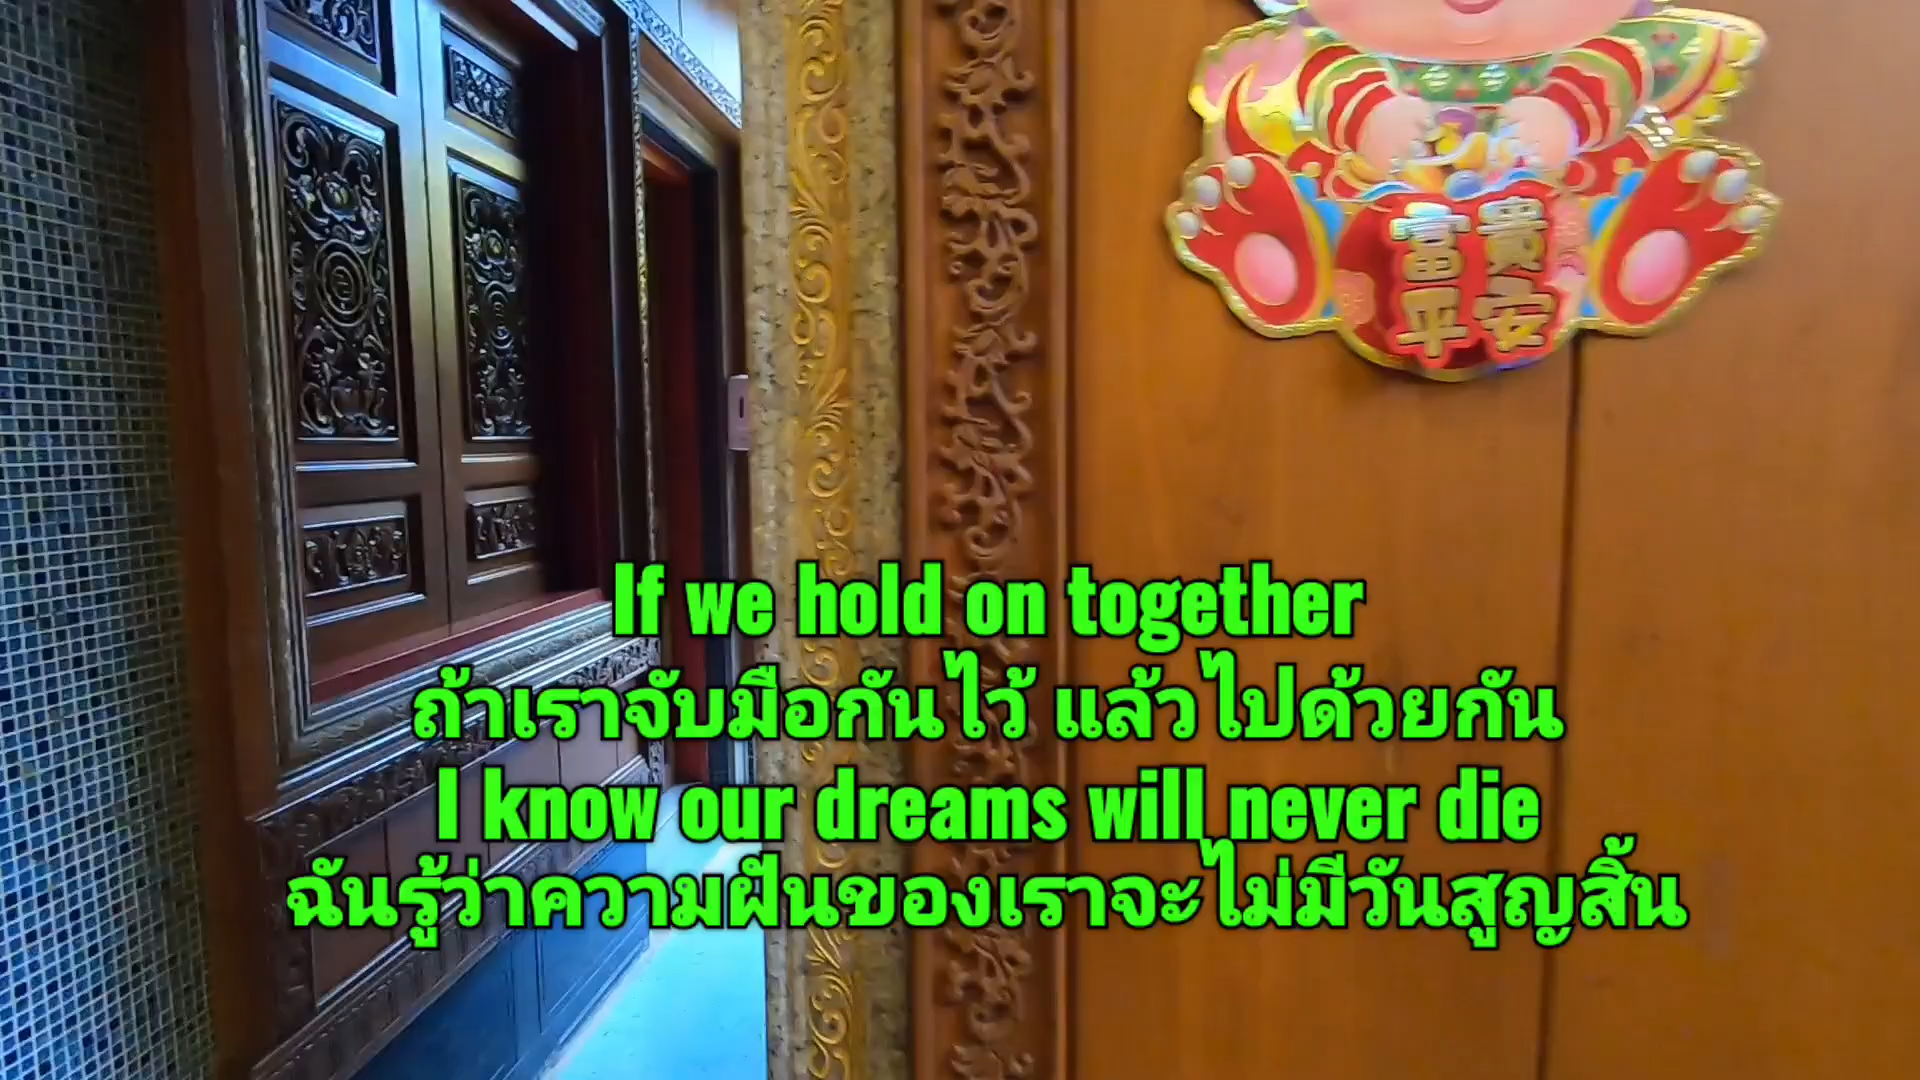 富貴
平安
If we hold on together
ถ้าเราจับมือกันไว้ แล้วไปด้วยกัน
I know our dreams will never die
ฉันรู้ว่าความฝันของเราจะไม่มีวันสูญสิ้น